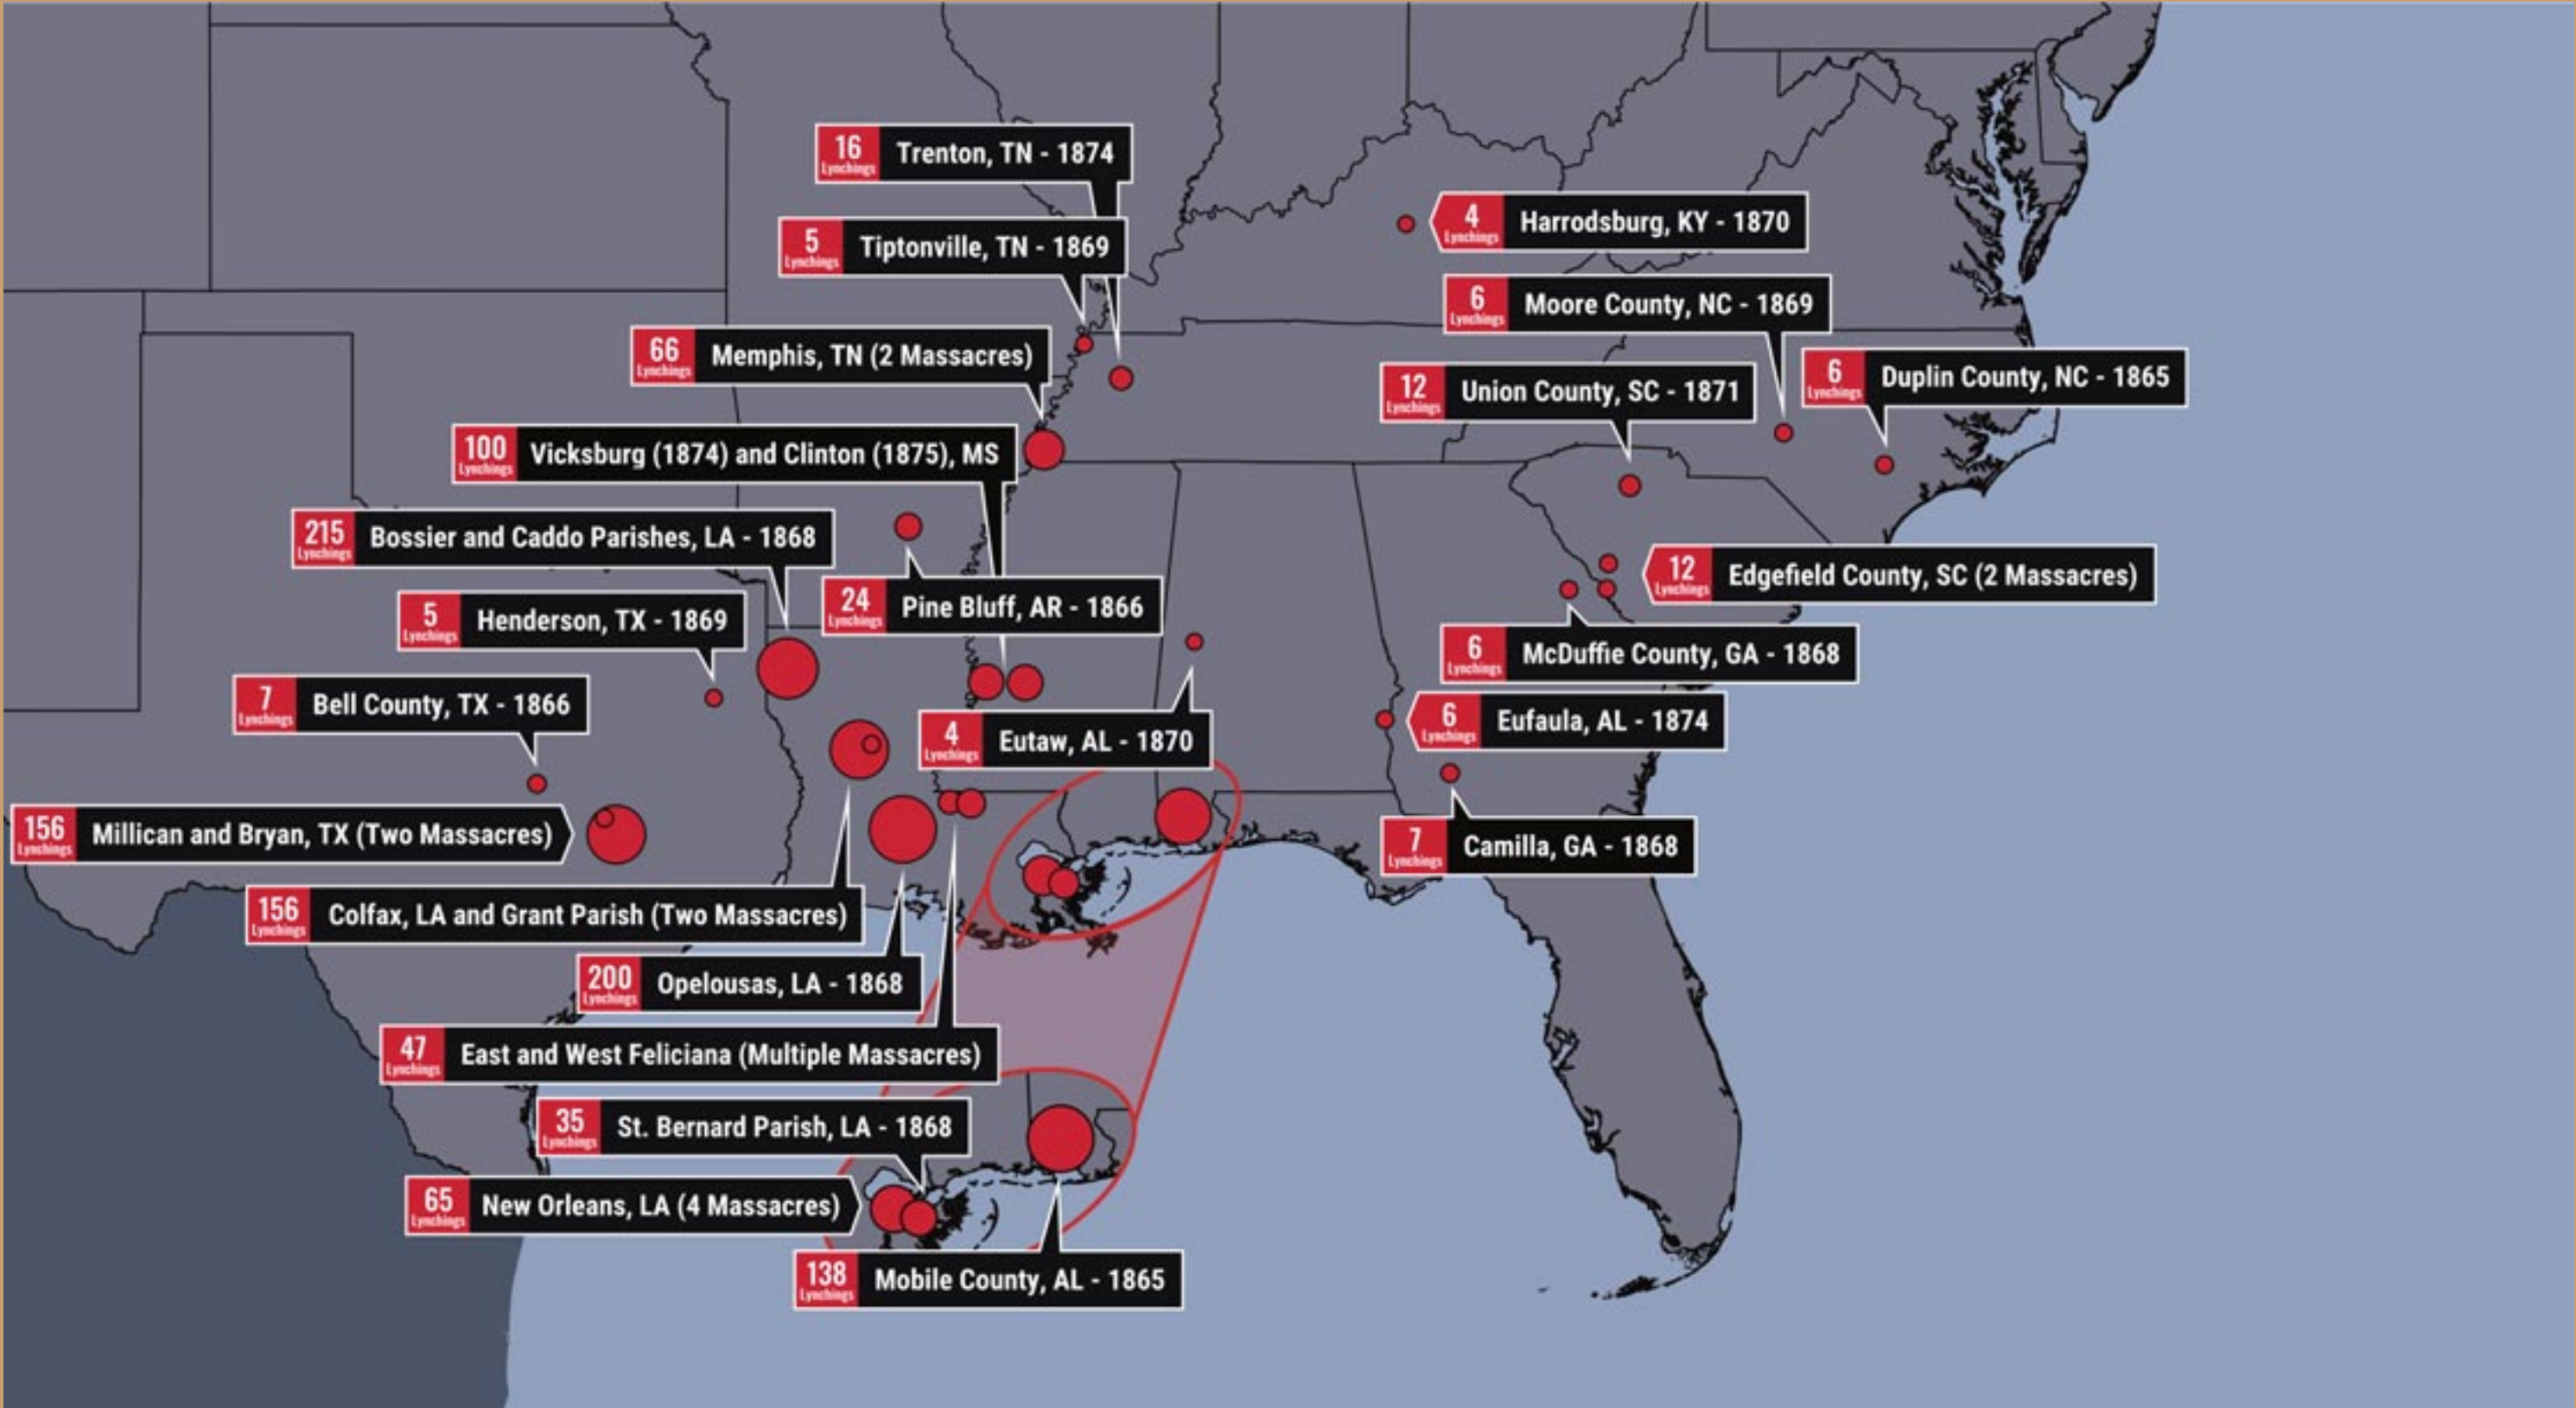 16
Lynchings
Trenton, TN - 1874
5
Lynchings
Tiptonville, TN - 1869
4
Lynchings
Harrodsburg, KY - 1870
6
Lynchings
Moore County, NC - 1869
66
Lynchings
Memphis, TN (2 Massacres)
12
Lynchings
Union County, SC - 1871
6
Lynchings
Duplin County, NC - 1865
100
Lynchings
Vicksburg (1874) and Clinton (1875), MS
215
Lynchings
Bossier and Caddo Parishes, LA - 1868
24
Lynchings
Pine Bluff, AR - 1866
12
Lynchings
Edgefield County, SC (2 Massacres)
5
Lynchings
Henderson, TX - 1869
6
Lynchings
McDuffie County, GA - 1868
7
Lynchings
Bell County, TX - 1866
4
Lynchings
Eutaw, AL - 1870
6
Lynchings
Eufaula, AL - 1874
156
Lynchings
Millican and Bryan, TX (Two Massacres)
7
Lynchings
Camilla, GA - 1868
156
Lynchings
Colfax, LA and Grant Parish (Two Massacres)
200
Lynchings
Opelousas, LA - 1868
47
Lynchings
East and West Feliciana (Multiple Massacres)
35
Lynchings
St. Bernard Parish, LA - 1868
65
Lynchings
New Orleans, LA (4 Massacres)
138
Lynchings
Mobile County, AL - 1865